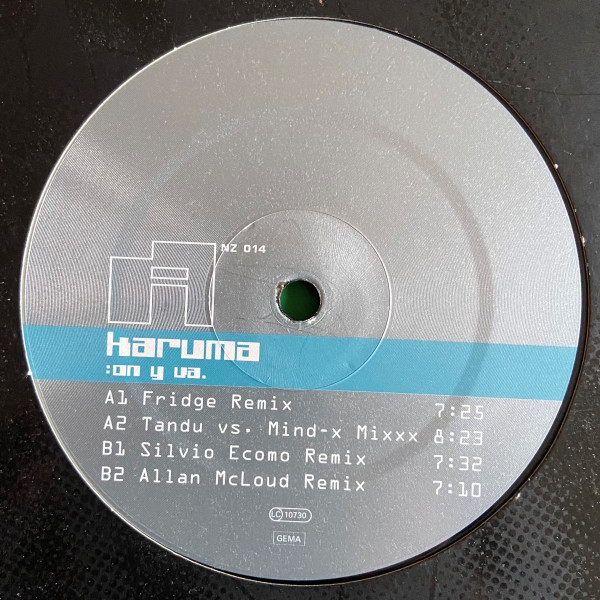 NZ 014
Karuma
:on y va.
A1 Fridge Remix 7:25
A2 Tandu vs. Mind-x Mixxx 8:23
B1 Silvio Ecomo Remix 7:32
B2 Allan McLoud Remix 7:10
LC 10730
GEMA